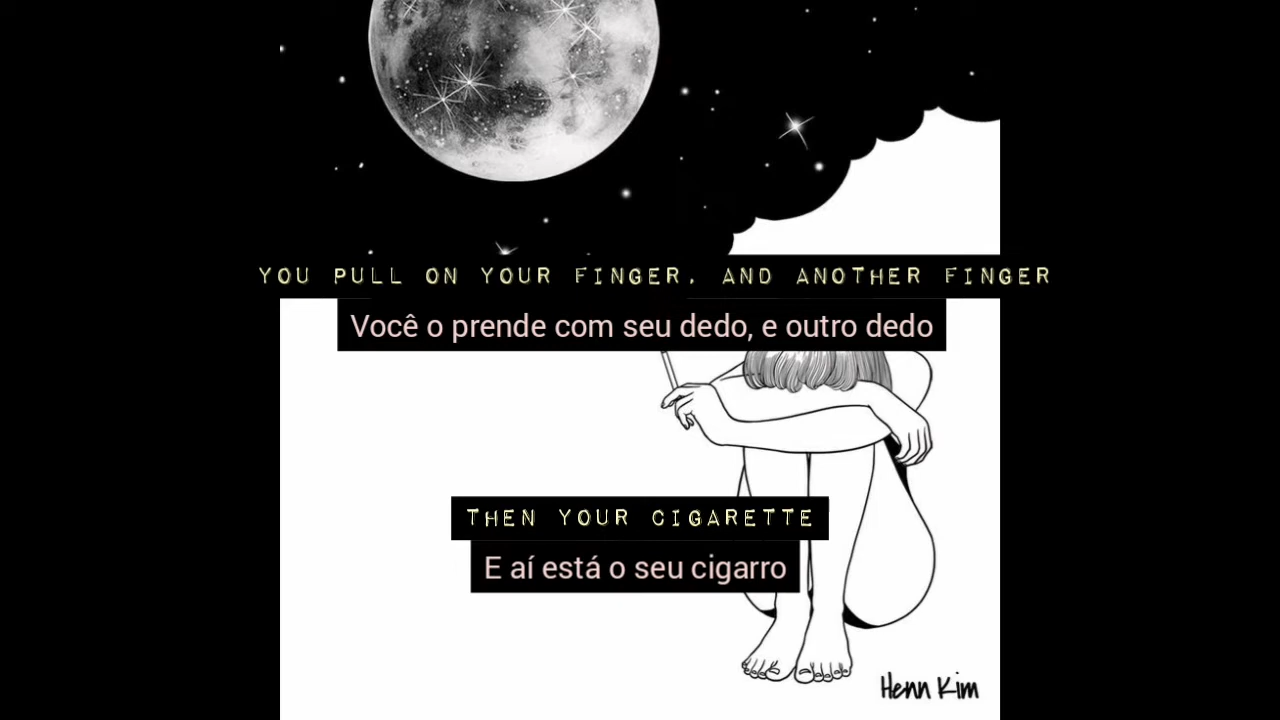 YOU PULL ON YOUR FINGER, AND ANOTHER FINGER
Você o prende com seu dedo, e outro dedo
THEN YOUR CIGARETTE
E aí está o seu cigarro
Henn Kim